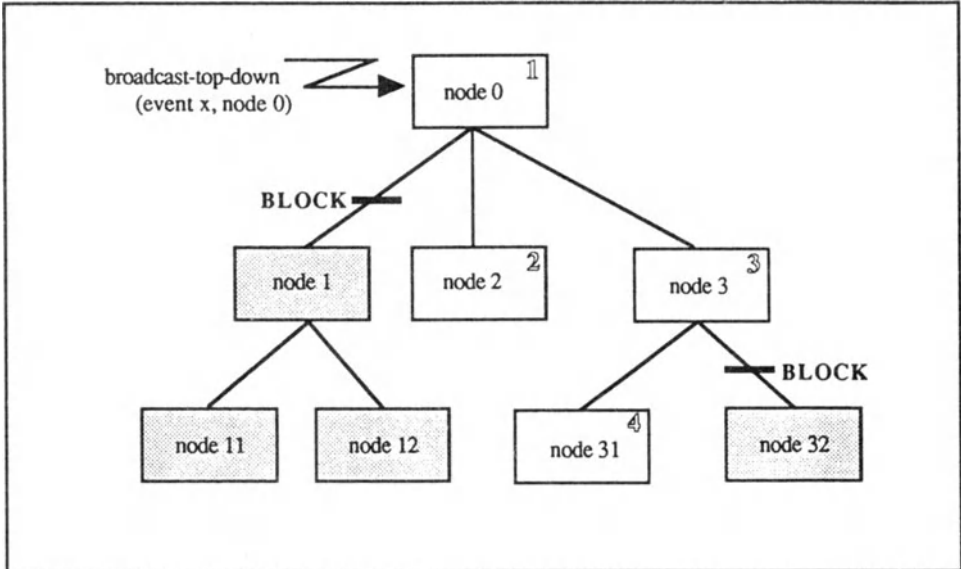 broadcast-top-down
(event x, node 0)
node 0
1
BLOCK
node 1
node 2
2
node 3
3
BLOCK
node 11
node 12
node 31
4
node 32